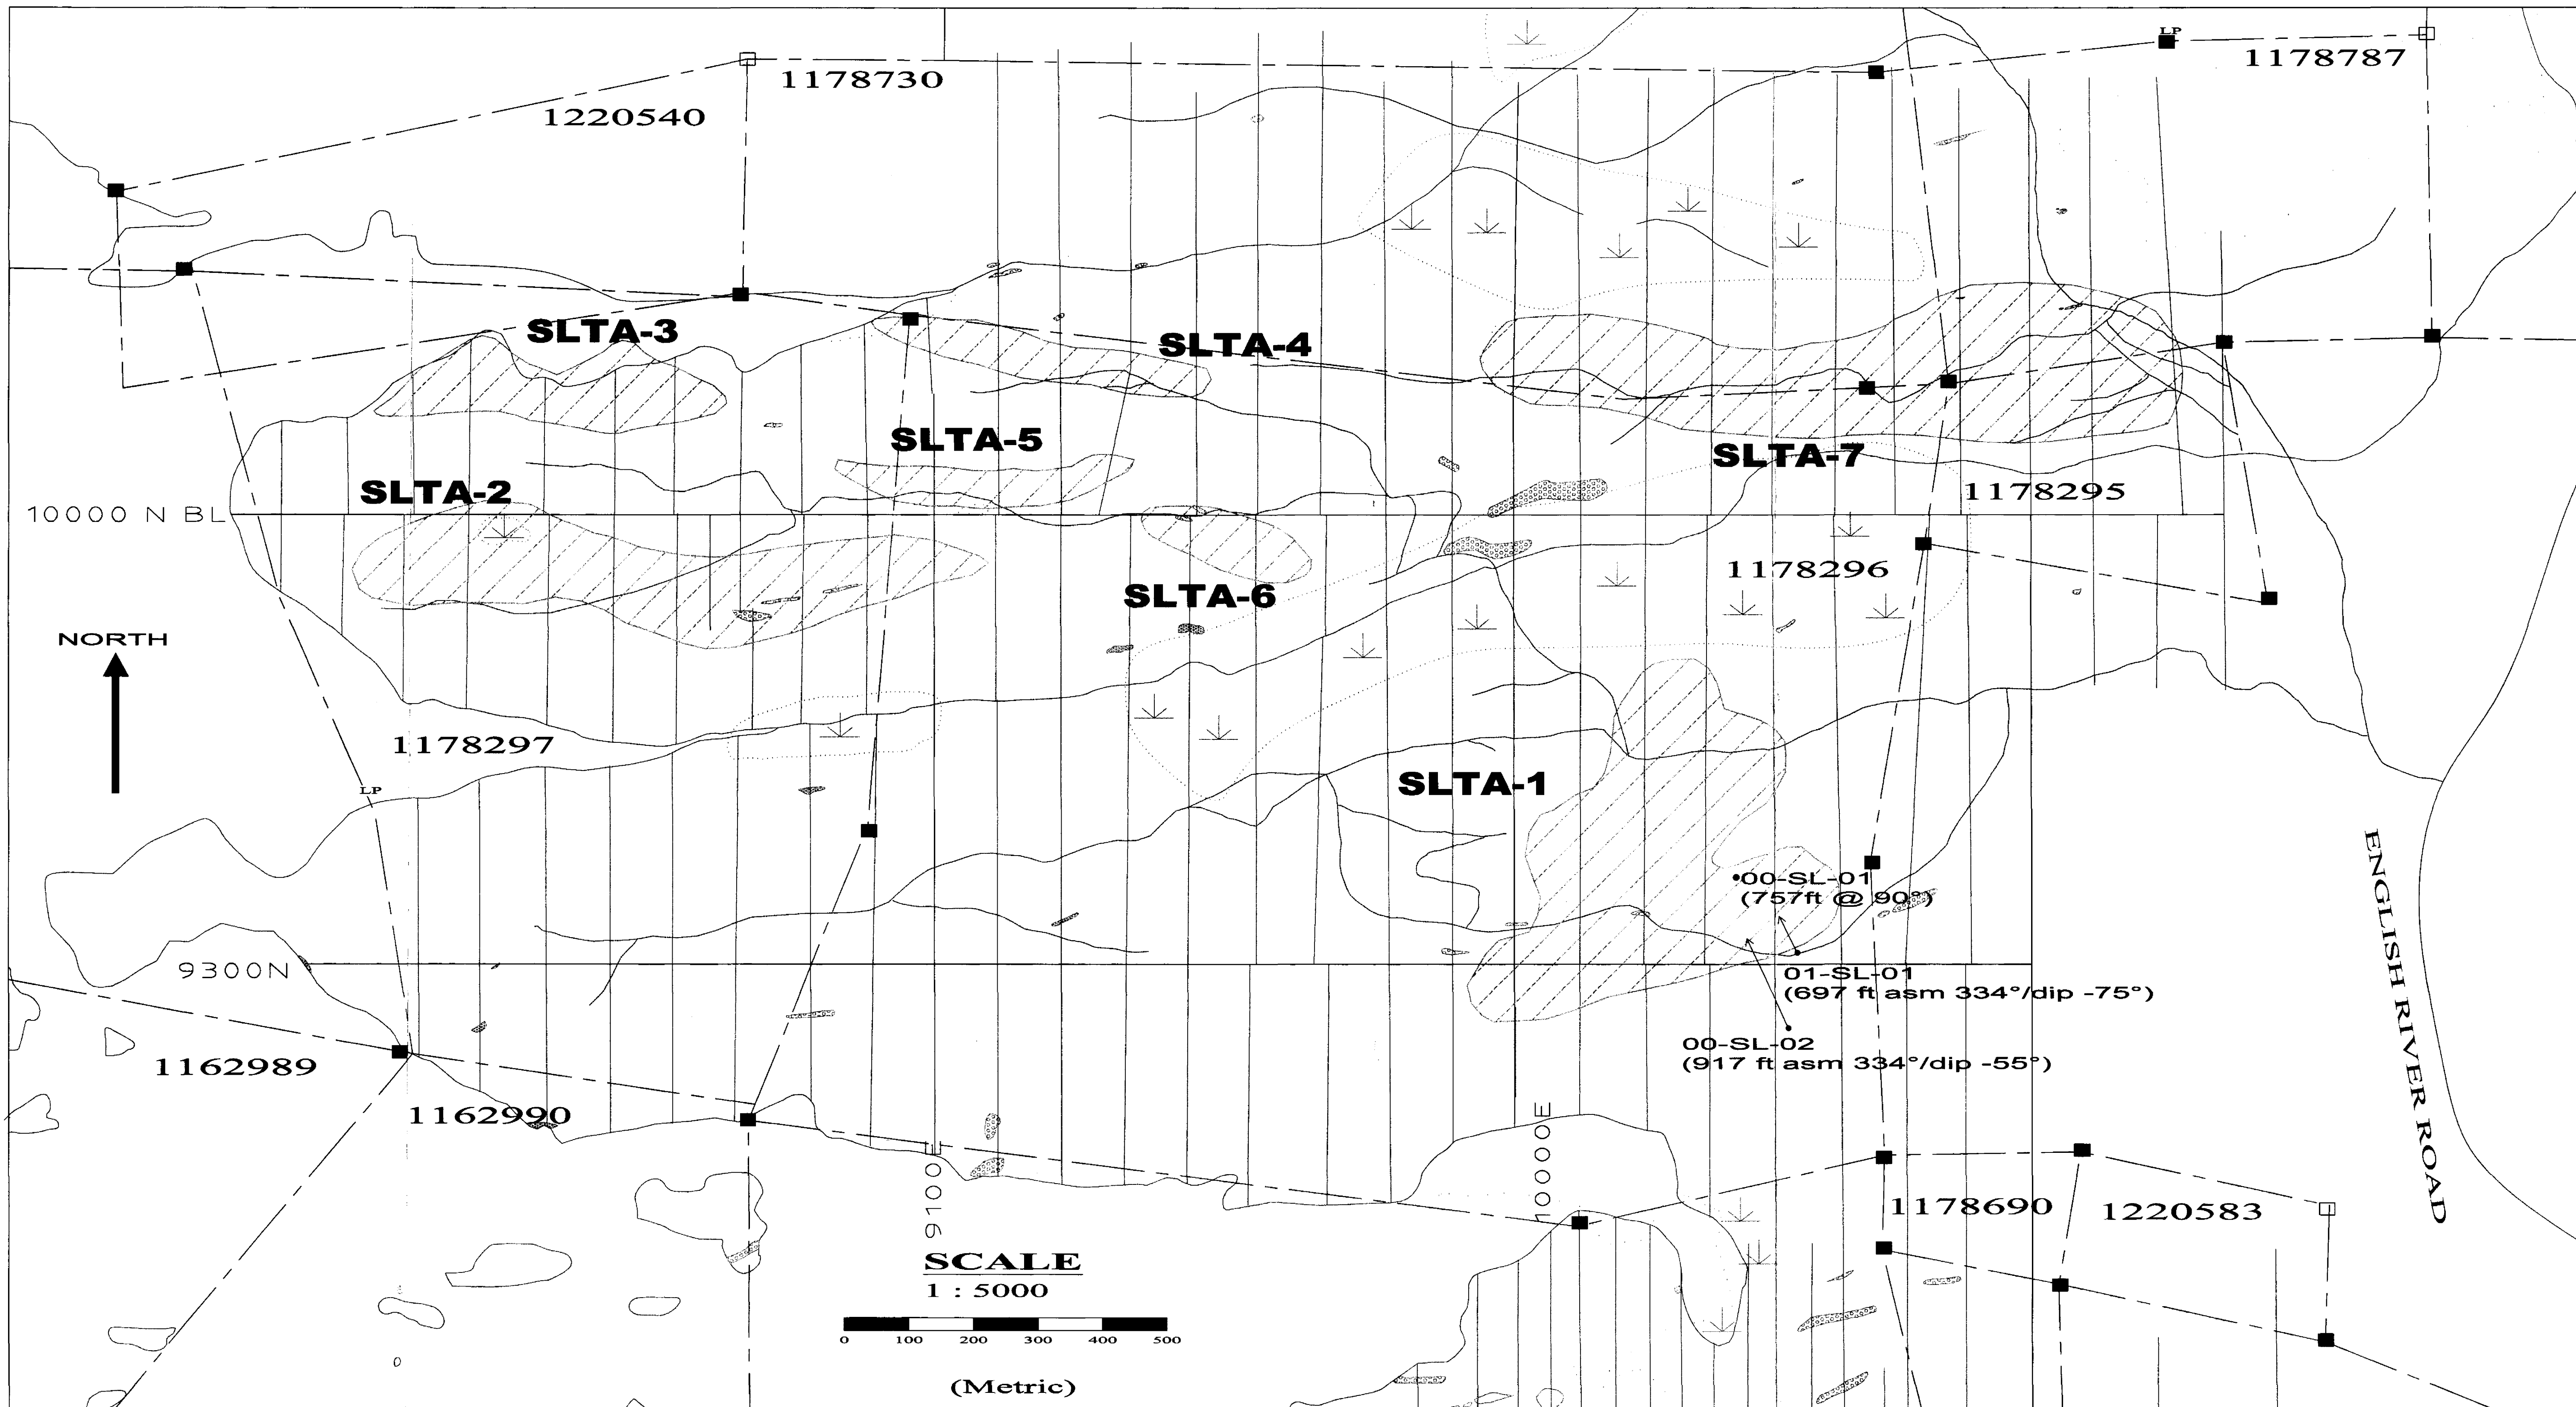 LP
1178730
1178787
1220540
SLTA-3
SLTA-4
SLTA-5
SLTA-7
SLTA-2
1178295
10000 N BL
1178296
SLTA-6
NORTH
1178297
SLTA-1
LP
00-SL-01
(757ft @ 90°)
9300N
01-SL-01
(697 ft asm 334°/dip -75°)
00-SL-02
(917 ft asm 334°/dip -55°)
ENGLISH RIVER ROAD
1162989
1162990
9100E
10000E
1178690
1220583
SCALE
1 : 5000
0 100 200 300 400 500
(Metric)